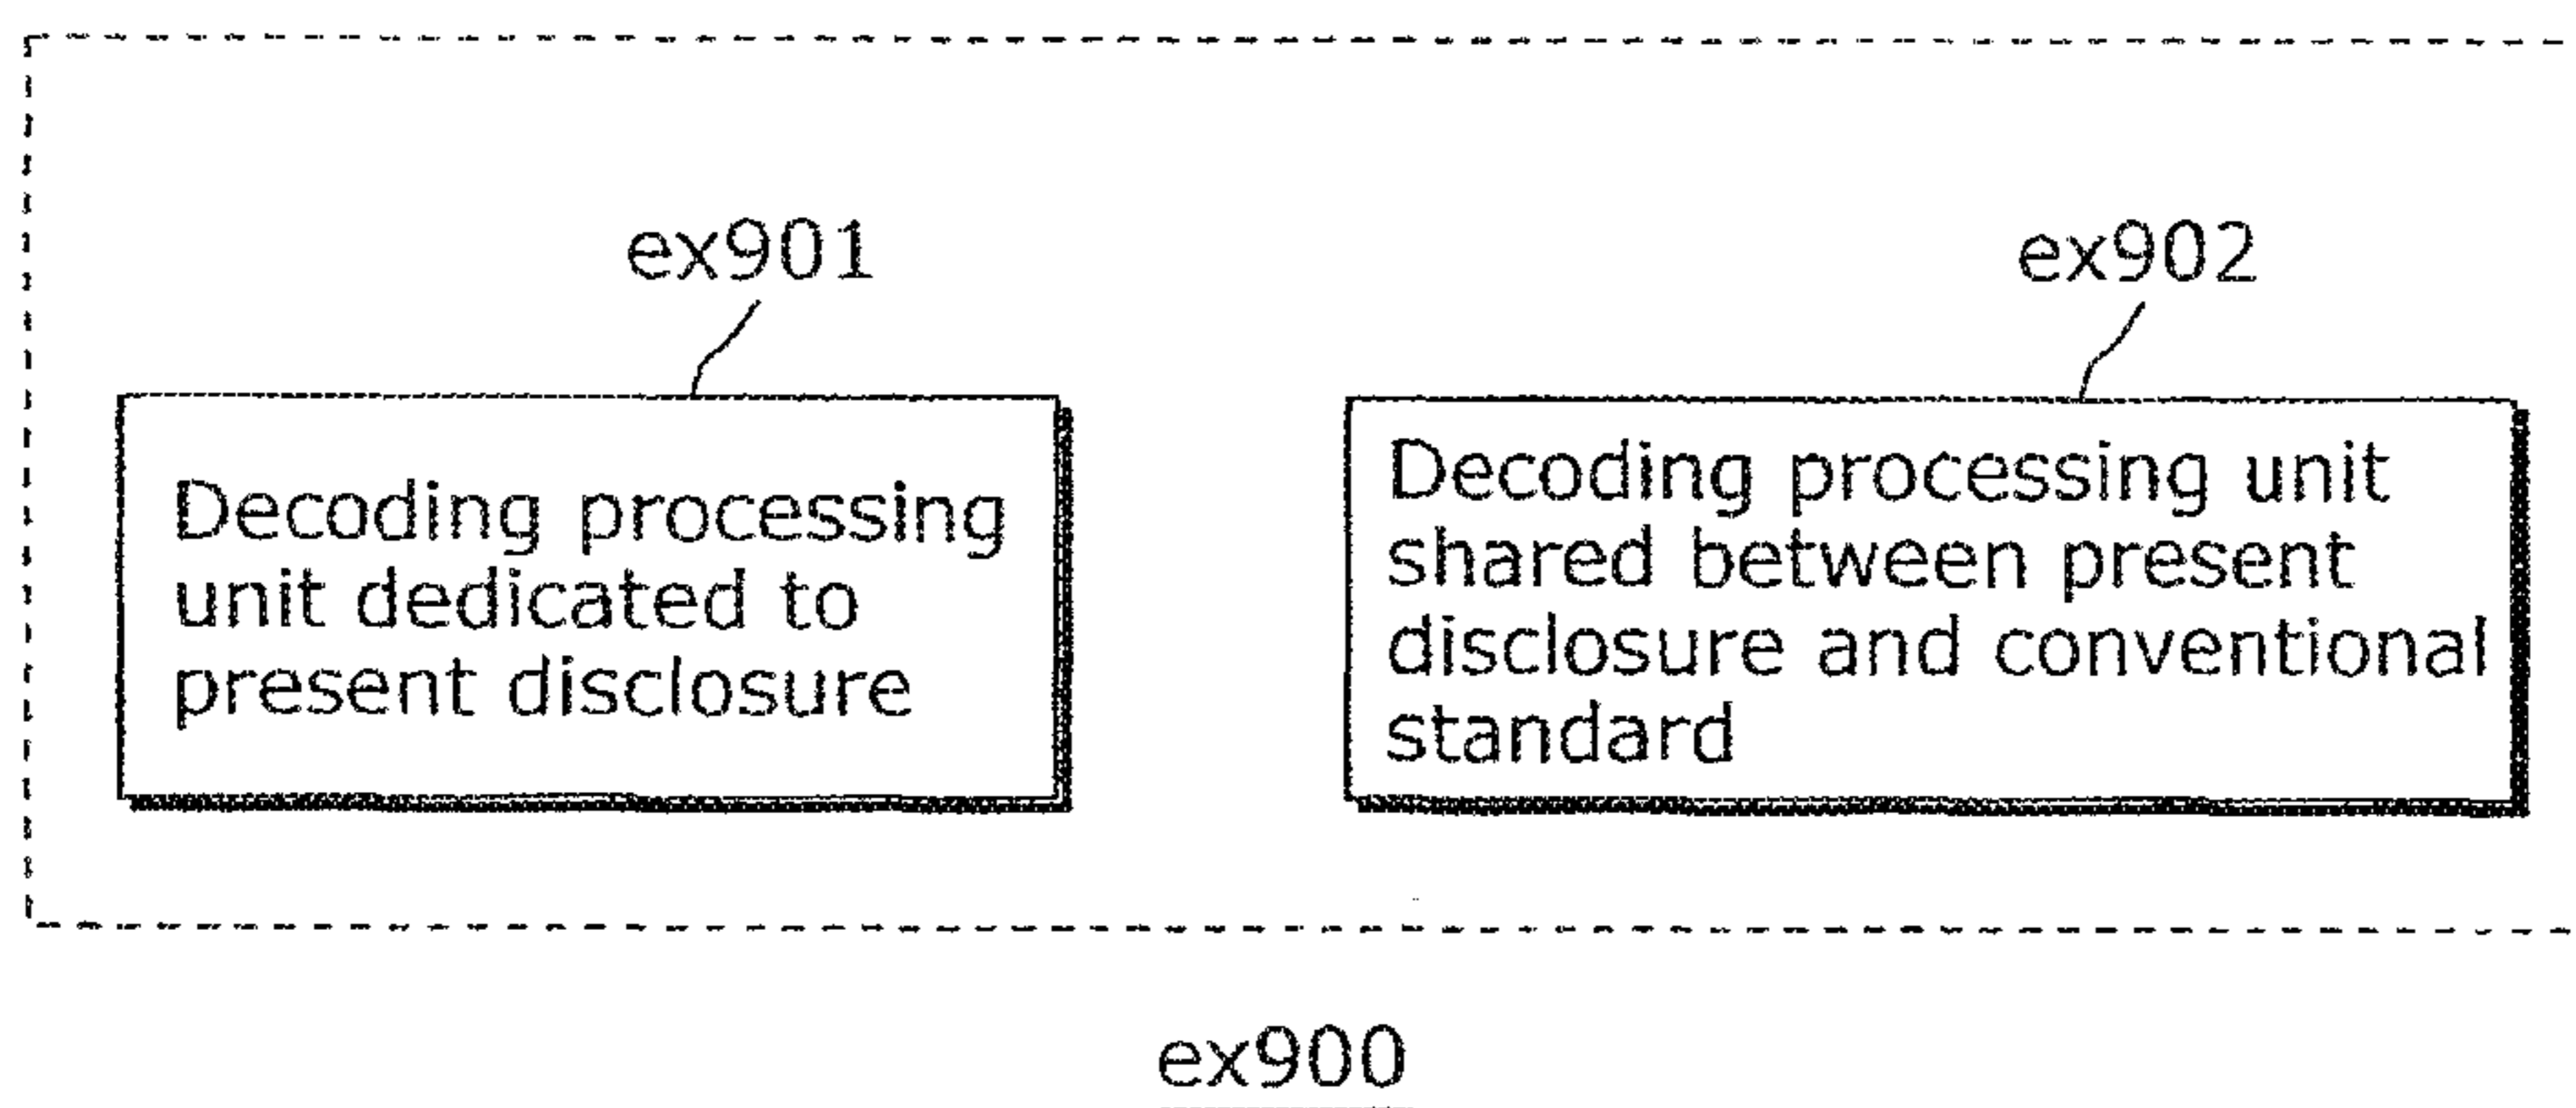 ex901
Decoding processing
unit dedicated to
present disclosure
ex902
Decoding processing unit
shared between present
disclosure and conventional
standard
ex900